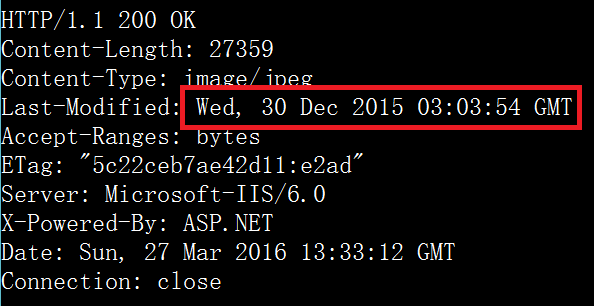 HTTP/1.1 200 OK
Content-Length: 27359
Content-Type: image/jpeg
Last-Modified: Wed, 30 Dec 2015 03:03:54 GMT
Accept-Ranges: bytes
ETag: "5c22ceb7ae42d11:e2ad"
Server: Microsoft-IIS/6.0
X-Powered-By: ASP.NET
Date: Sun, 27 Mar 2016 13:33:12 GMT
Connection: close